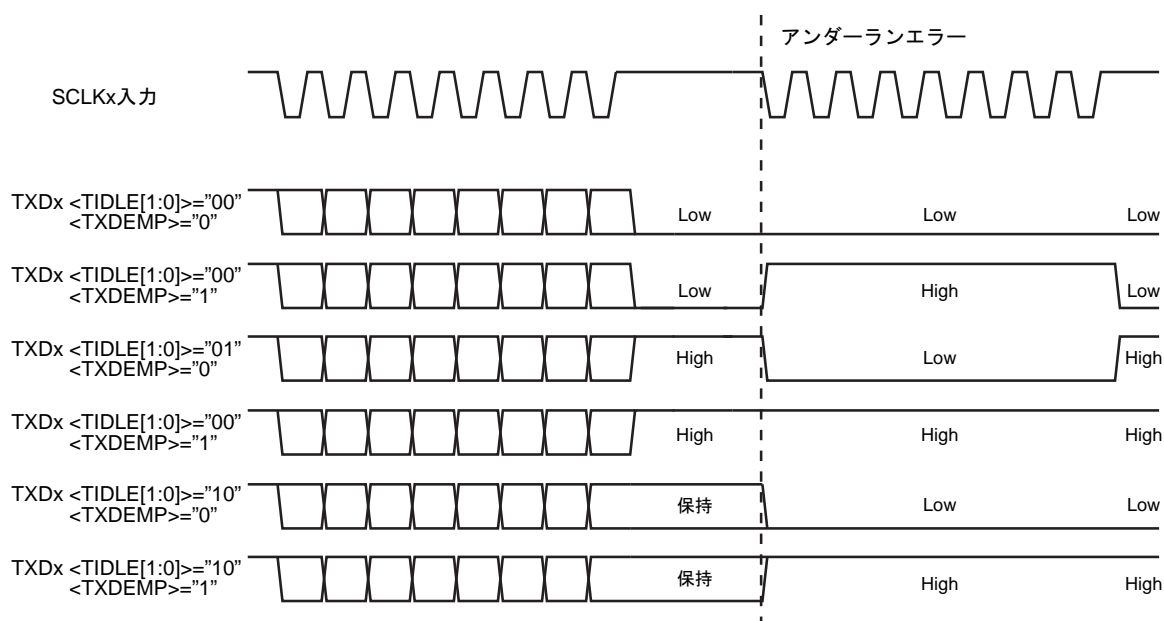 アンダーランエラー
SCLKx入力
TXDx <TIDLE[1:0]>=”00”
<TXDEMP>=”0”
Low
Low
Low
TXDx <TIDLE[1:0]>=”00”
<TXDEMP>=”1”
Low
High
Low
TXDx <TIDLE[1:0]>=”01”
<TXDEMP>=”0”
High
Low
High
TXDx <TIDLE[1:0]>=”00”
<TXDEMP>=”1”
High
High
High
TXDx <TIDLE[1:0]>=”10”
<TXDEMP>=”0”
保持
Low
Low
TXDx <TIDLE[1:0]>=”10”
<TXDEMP>=”1”
保持
High
High